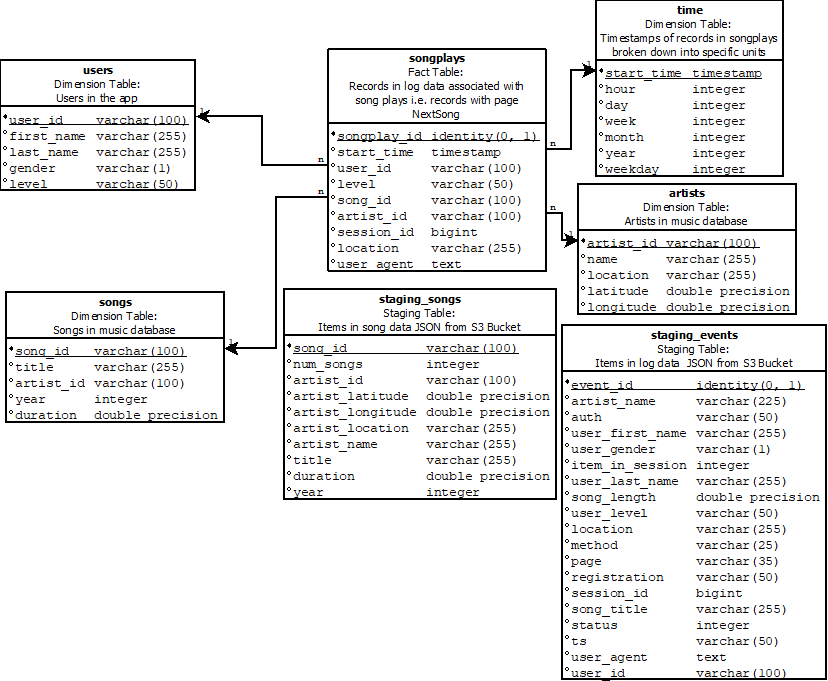 users
Dimension Table:
Users in the app
user_id varchar(100)
first_name varchar(255)
last_name varchar(255)
gender varchar(1)
level varchar(50)
1
n
songplays
Fact Table:
Records in log data associated with
song plays i.e. records with page
NextSong
songplay_id identity(0, 1)
start_time timestamp
user_id varchar(100)
level varchar(50)
song_id varchar(100)
artist_id varchar(100)
session_id bigint
location varchar(255)
user_agent text
n
1
time
Dimension Table:
Timestamps of records in songplays
broken down into specific units
start_time timestamp
hour integer
day integer
week integer
month integer
year integer
weekday integer
n
1
artists
Dimension Table:
Artists in music database
artist_id varchar(100)
name varchar(255)
location varchar(255)
latitude double precision
longitude double precision
n
1
songs
Dimension Table:
Songs in music database
song_id varchar(100)
title varchar(255)
artist_id varchar(100)
year integer
duration double precision
staging_songs
Staging Table:
Items in song data JSON from S3 Bucket
song_id varchar(100)
num_songs integer
artist_id varchar(100)
artist_latitude double precision
artist_longitude double precision
artist_location varchar(255)
artist_name varchar(255)
title varchar(255)
duration double precision
year integer
staging_events
Staging Table:
Items in log data JSON from S3 Bucket
event_id identity(0, 1)
artist_name varchar(225)
auth varchar(50)
user_first_name varchar(255)
user_gender varchar(1)
item_in_session integer
user_last_name varchar(255)
song_length double precision
user_level varchar(50)
location varchar(255)
method varchar(25)
page varchar(35)
registration varchar(50)
session_id bigint
song_title varchar(255)
status integer
ts varchar(50)
user_agent text
user_id varchar(100)